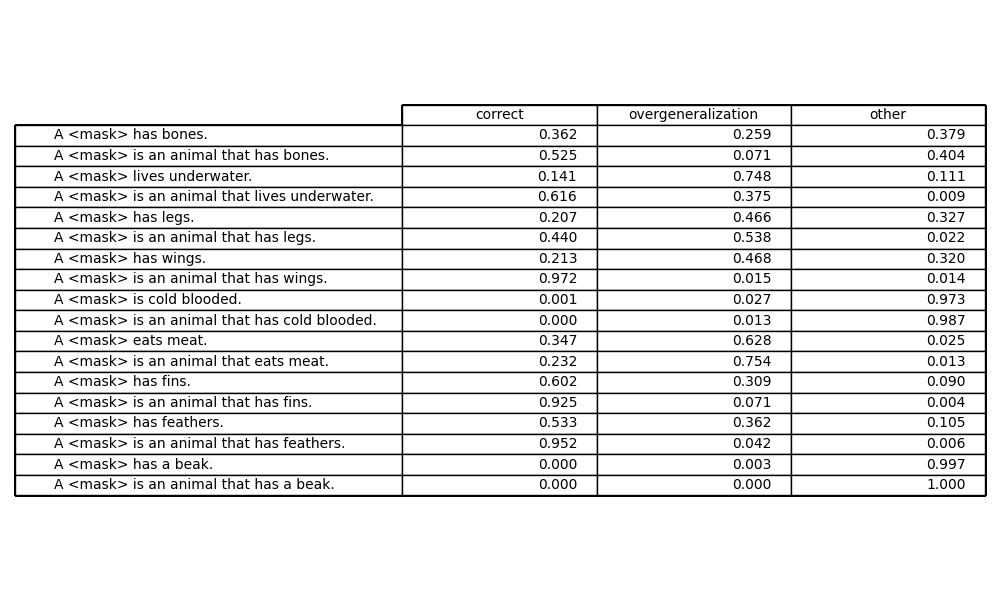 correct overgeneralization other
A <mask> has bones. 0.362 0.259 0.379
A <mask> is an animal that has bones. 0.525 0.071 0.404
A <mask> lives underwater. 0.141 0.748 0.111
A <mask> is an animal that lives underwater. 0.616 0.375 0.009
A <mask> has legs. 0.207 0.466 0.327
A <mask> is an animal that has legs. 0.440 0.538 0.022
A <mask> has wings. 0.213 0.468 0.320
A <mask> is an animal that has wings. 0.972 0.015 0.014
A <mask> is cold blooded. 0.001 0.027 0.973
A <mask> is an animal that has cold blooded. 0.000 0.013 0.987
A <mask> eats meat. 0.347 0.628 0.025
A <mask> is an animal that eats meat. 0.232 0.754 0.013
A <mask> has fins. 0.602 0.309 0.090
A <mask> is an animal that has fins. 0.925 0.071 0.004
A <mask> has feathers. 0.533 0.362 0.105
A <mask> is an animal that has feathers. 0.952 0.042 0.006
A <mask> has a beak. 0.000 0.003 0.997
A <mask> is an animal that has a beak. 0.000 0.000 1.000